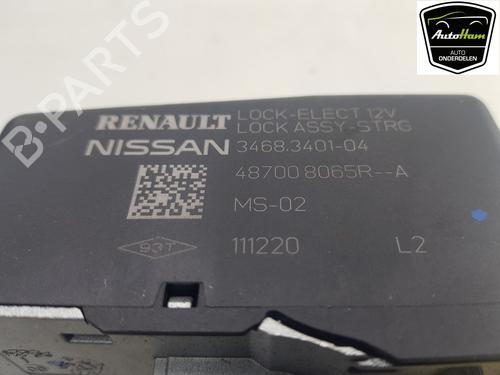 AutoHam
AUTO
ONDERDELEN
B-PARTS
RENAULT LOCK-ELECT 12V
LOCK ASSY-STRG
NISSAN 3468.3401-04
48700 8065R--A
MS-02
93T 111220 L2